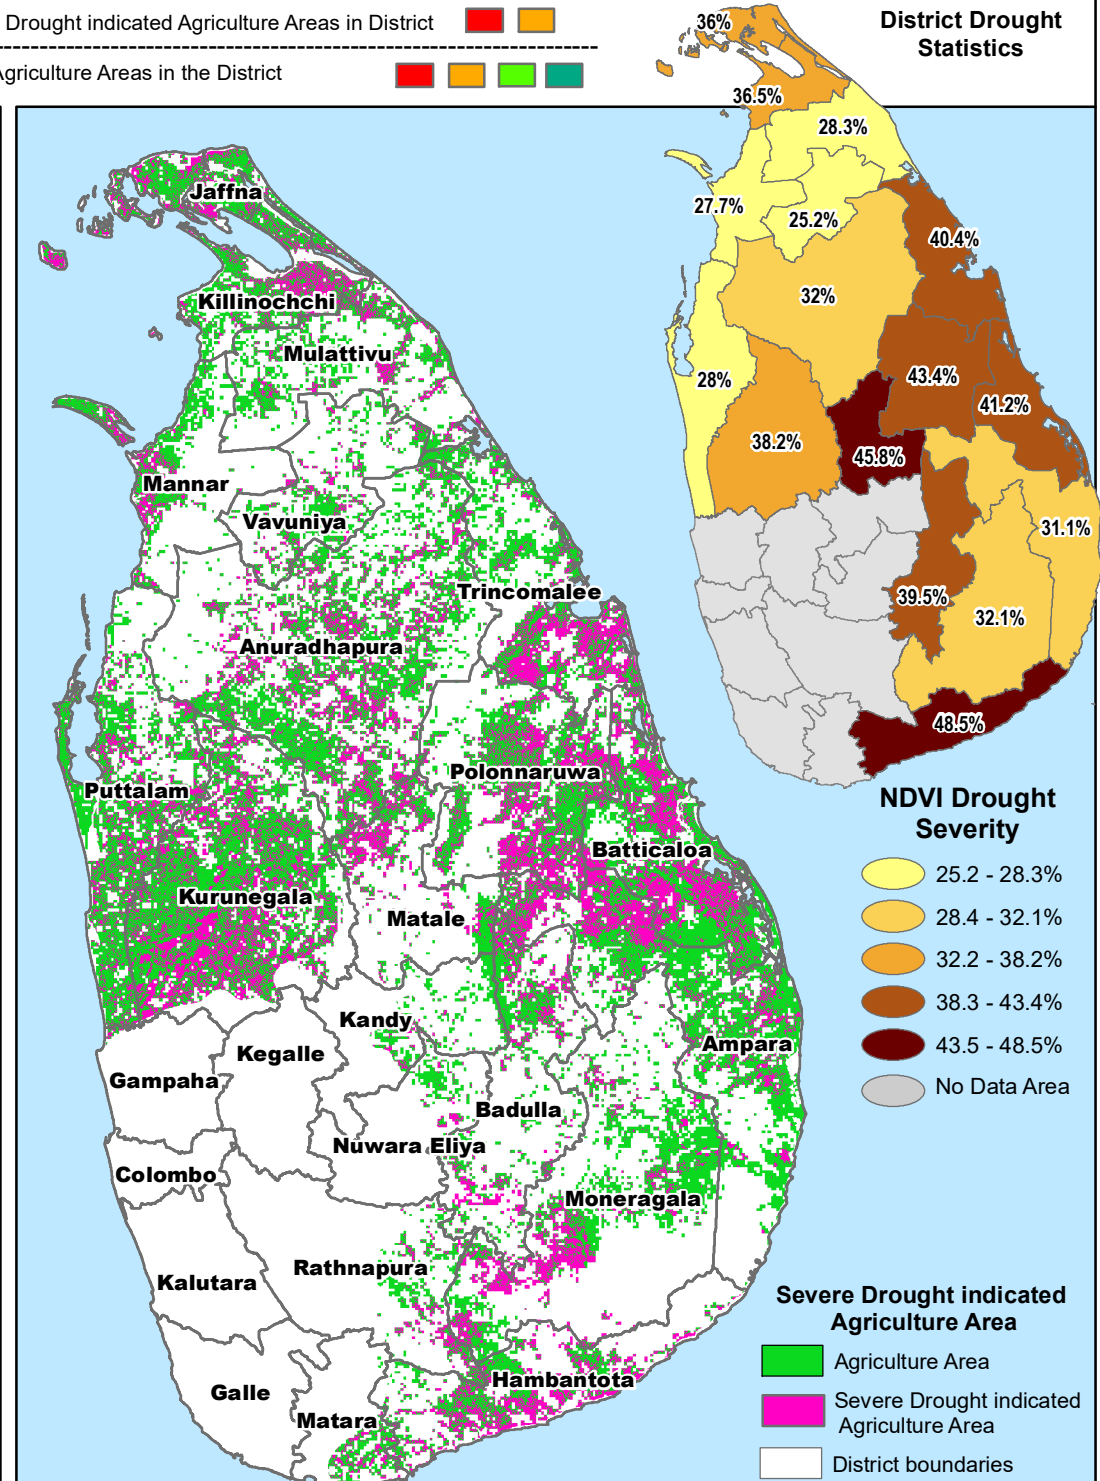 Drought indicated Agriculture Areas in District
Agriculture Areas in the District
District Drought
Statistics
36%
36.5%
28.3%
27.7%
25.2%
40.4%
32%
28%
43.4%
41.2%
38.2%
45.8%
31.1%
39.5%
32.1%
48.5%
NDVI Drought
Severity
25.2 - 28.3%
28.4 - 32.1%
32.2 - 38.2%
38.3 - 43.4%
43.5 - 48.5%
No Data Area
Jaffna
Killinochchi
Mulattivu
Mannar
Vavuniya
Trincomalee
Anuradhapura
Polonnaruwa
Puttalam
Batticaloa
Kurunegala
Matale
Kandy
Ampara
Kegalle
Gampaha
Badulla
Nuwara Eliya
Colombo
Moneragala
Rathnapura
Kalutara
Hambantota
Galle
Matara
Severe Drought indicated
Agriculture Area
Agriculture Area
Severe Drought indicated
Agriculture Area
District boundaries